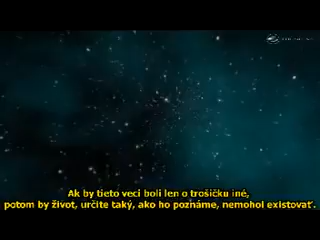 Ak by tieto veci boli len o trošičku iné,
potom by život, určite taký, ako ho poznáme, nemohol existovať.